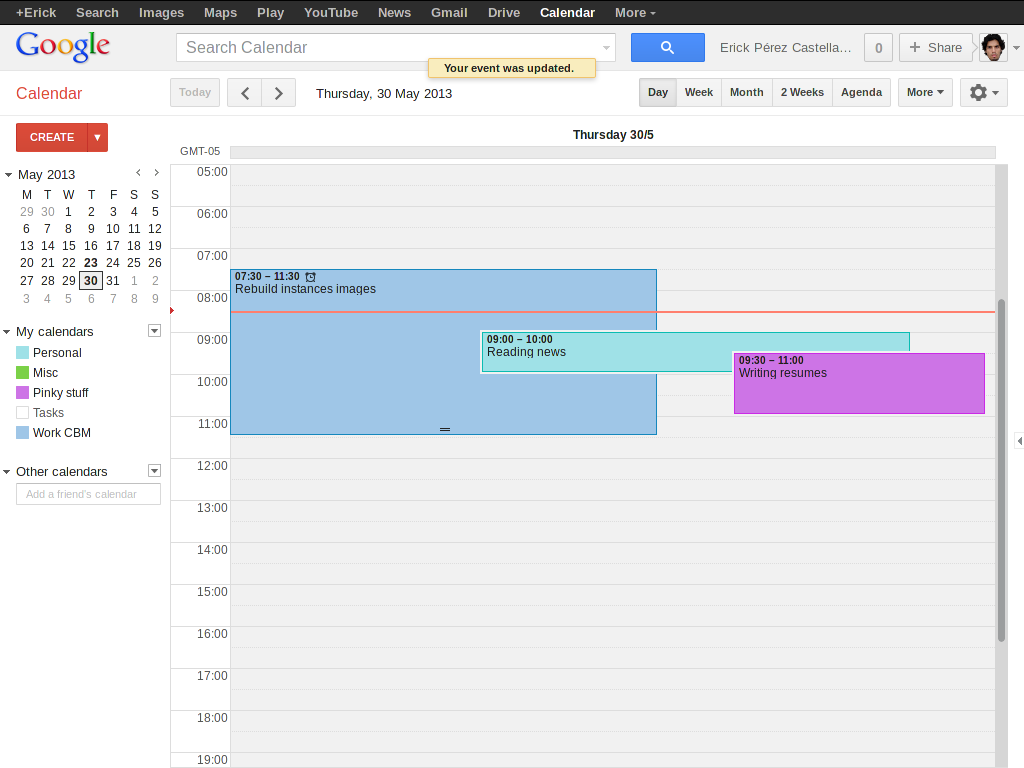 +Erick Search Images Maps Play YouTube News Gmail Drive Calendar More
Google
Search Calendar
Erick Pérez Castella...
0
+ Share
Your event was updated.
Calendar
Today
Thursday, 30 May 2013
Day Week Month 2 Weeks Agenda
More
CREATE
Thursday 30/5
GMT-05
May 2013
M T W T F S S
29 30 1 2 3 4 5
6 7 8 9 10 11 12
13 14 15 16 17 18 19
20 21 22 23 24 25 26
27 28 29 30 31 1 2
3 4 5 6 7 8 9
My calendars
Personal
Misc
Pinky stuff
Tasks
Work CBM
Other calendars
Add a friend's calendar
05:00
06:00
07:00
07:30 – 11:30
Rebuild instances images
08:00
09:00
09:00 – 10:00
Reading news
09:30 – 11:00
Writing resumes
10:00
11:00
12:00
13:00
14:00
15:00
16:00
17:00
18:00
19:00